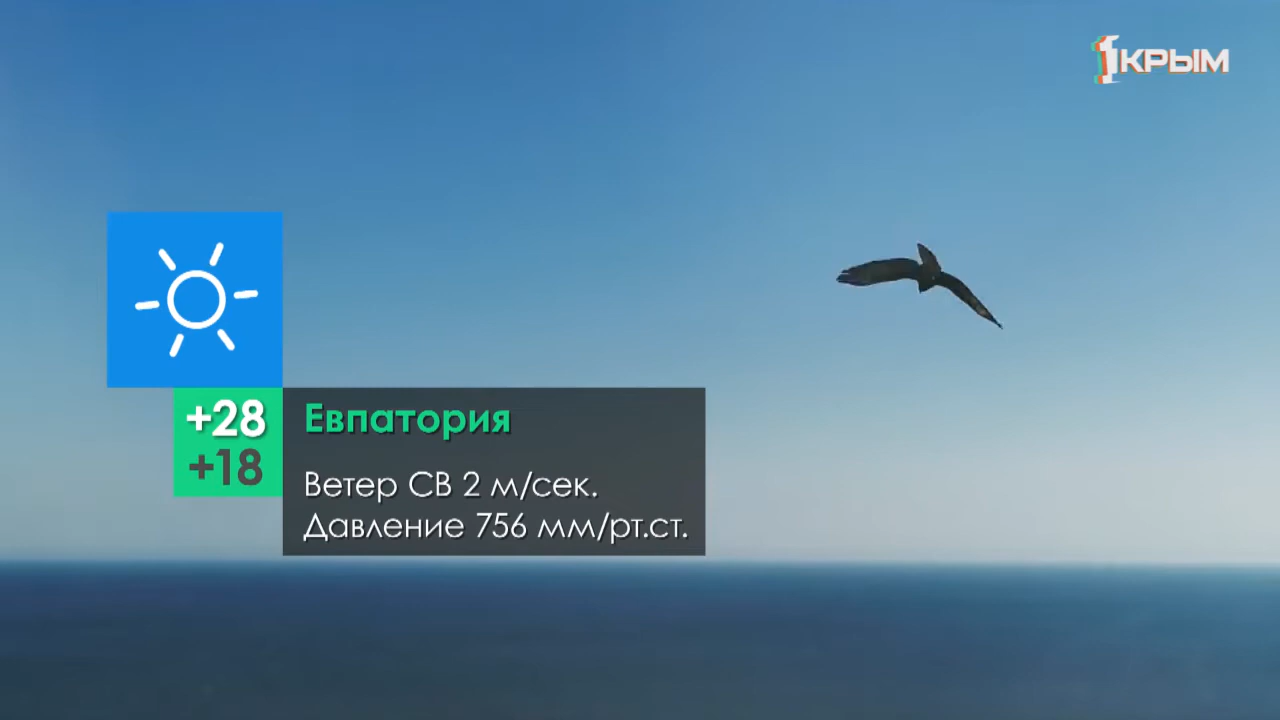 1КРЫМ
+28
+18
Евпатория
Ветер СВ 2 м/сек.
Давление 756 мм/рт.ст.